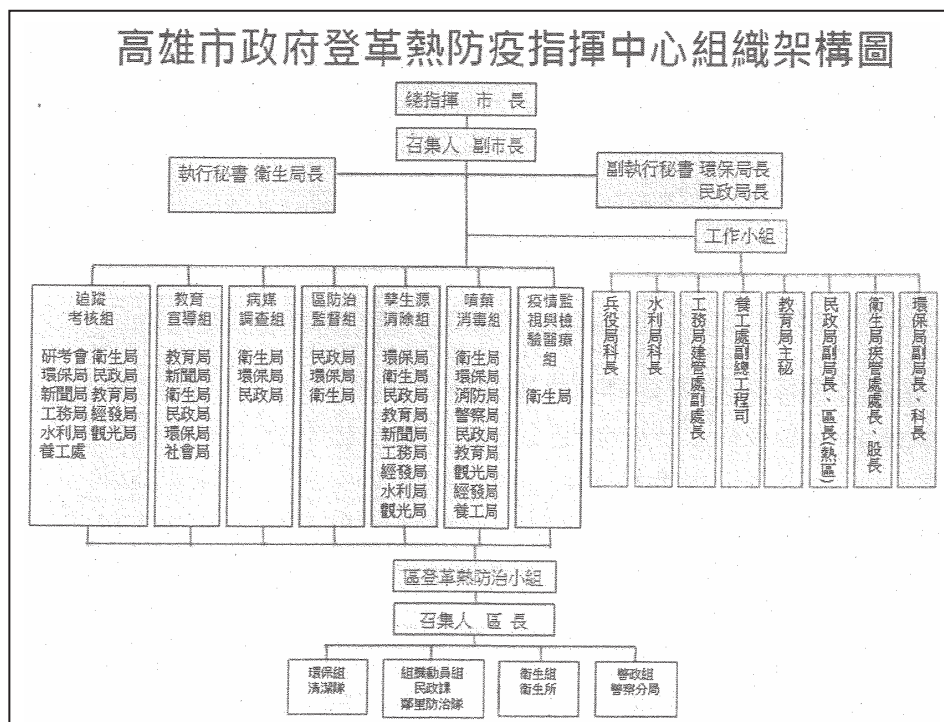 高雄市政府登革熱防疫指揮中心組織架構圖
總指揮 市 長
召集人 副市長
執行秘書 衛生局長
副執行秘書 環保局長
民政局長
工作小組
追蹤
考核組
研考會 衛生局
環保局 民政局
新聞局 教育局
工務局 經發局
水利局 觀光局
養工處
教育
宣導組
教育局
新聞局
衛生局
民政局
環保局
社會局
病媒
調查組
衛生局
環保局
民政局
區防治
監督組
民政局
環保局
衛生局
孳生源
清除組
環保局
衛生局
民政局
教育局
新聞局
工務局
經發局
水利局
觀光局
噴藥
消毒組
衛生局
環保局
消防局
警察局
民政局
教育局
觀光局
經發局
養工局
疫情監
視與檢
驗醫療
組
衛生局
兵役局科長
水利局科長
工務局建管處副處長
養工處副總工程司
教育局主秘
民政局副局長、區長(熱區)
衛生局疾管處處長、股長
環保局副局長、科長
區登革熱防治小組
召集人 區 長
環保組
清潔隊
組織動員組
民政課
鄰里防治隊
衛生組
衛生所
警政組
警察分局